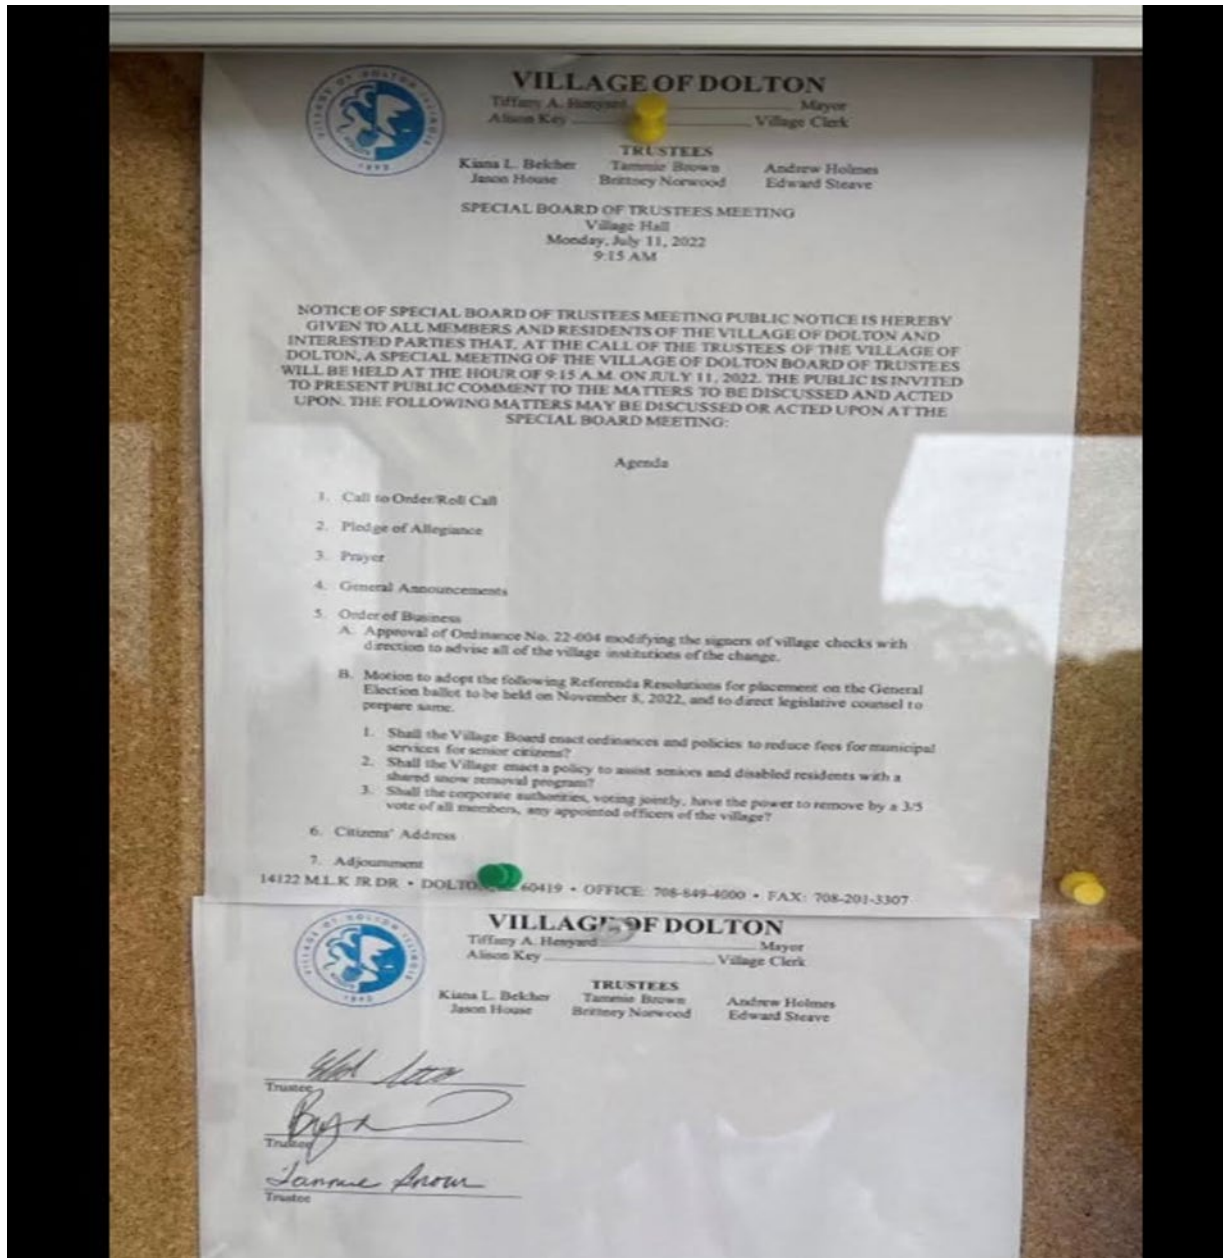 VILLAGE OF DOLTON ILLINOIS
1892
VILLAGE OF DOLTON
Tiffany A. Henyard Mayor
Alison Key Village Clerk
TRUSTEES
Kiana L. Belcher Tammie Brown Andrew Holmes
Jason House Brittney Norwood Edward Steave
SPECIAL BOARD OF TRUSTEES MEETING
Village Hall
Monday, July 11, 2022
9:15 AM
NOTICE OF SPECIAL BOARD OF TRUSTEES MEETING PUBLIC NOTICE IS HEREBY
GIVEN TO ALL MEMBERS AND RESIDENTS OF THE VILLAGE OF DOLTON AND
INTERESTED PARTIES THAT, AT THE CALL OF THE TRUSTEES OF THE VILLAGE OF
DOLTON, A SPECIAL MEETING OF THE VILLAGE OF DOLTON BOARD OF TRUSTEES
WILL BE HELD AT THE HOUR OF 9:15 A.M. ON JULY 11, 2022. THE PUBLIC IS INVITED
TO PRESENT PUBLIC COMMENT TO THE MATTERS TO BE DISCUSSED AND ACTED
UPON. THE FOLLOWING MATTERS MAY BE DISCUSSED OR ACTED UPON AT THE
SPECIAL BOARD MEETING:
Agenda
1. Call to Order/Roll Call
2. Pledge of Allegiance
3. Prayer
4. General Announcements
5. Order of Business
A. Approval of Ordinance No. 22-004 modifying the signers of village checks with
direction to advise all of the village institutions of the change.
B. Motion to adopt the following Referenda Resolutions for placement on the General
Election ballot to be held on November 8, 2022, and to direct legislative counsel to
prepare same.
1. Shall the Village Board enact ordinances and policies to reduce fees for municipal
services for senior citizens?
2. Shall the Village enact a policy to assist seniors and disabled residents with a
shared snow removal program?
3. Shall the corporate authorities, voting jointly, have the power to remove by a 3/5
vote of all members, any appointed officers of the village?
6. Citizens' Address
7. Adjournment
14122 M.L.K JR DR • DOLTO 60419 • OFFICE: 708-849-4000 • FAX: 708-201-3307
VILLAGE OF DOLTON
Tiffany A. Henyard Mayor
Alison Key Village Clerk
TRUSTEES
Kiana L. Belcher Tammie Brown Andrew Holmes
Jason House Brittney Norwood Edward Steave
Trustee
Trustee
Tammie Brown
Trustee